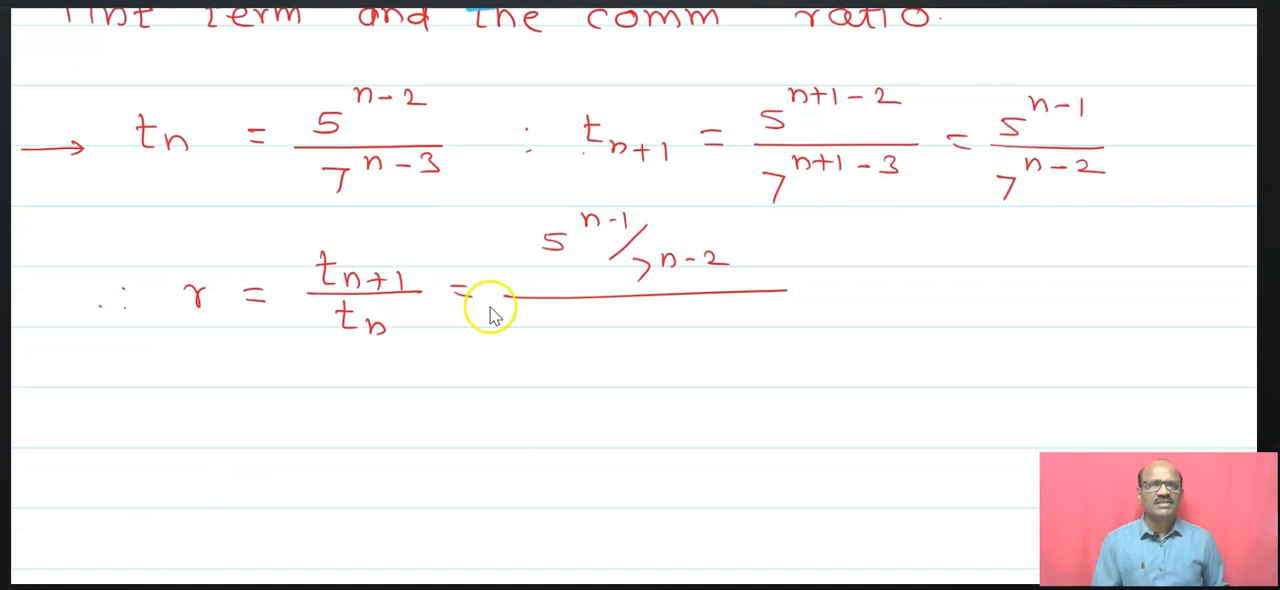 first term and the comm ratio.
→ tₙ = 5^(n-2) / 7^(n-3) : tₙ₊₁ = 5^(n+1-2) / 7^(n+1-3) = 5^(n-1) / 7^(n-2)
∴ r = tₙ₊₁ / tₙ = 5^(n-1) / 7^(n-2)